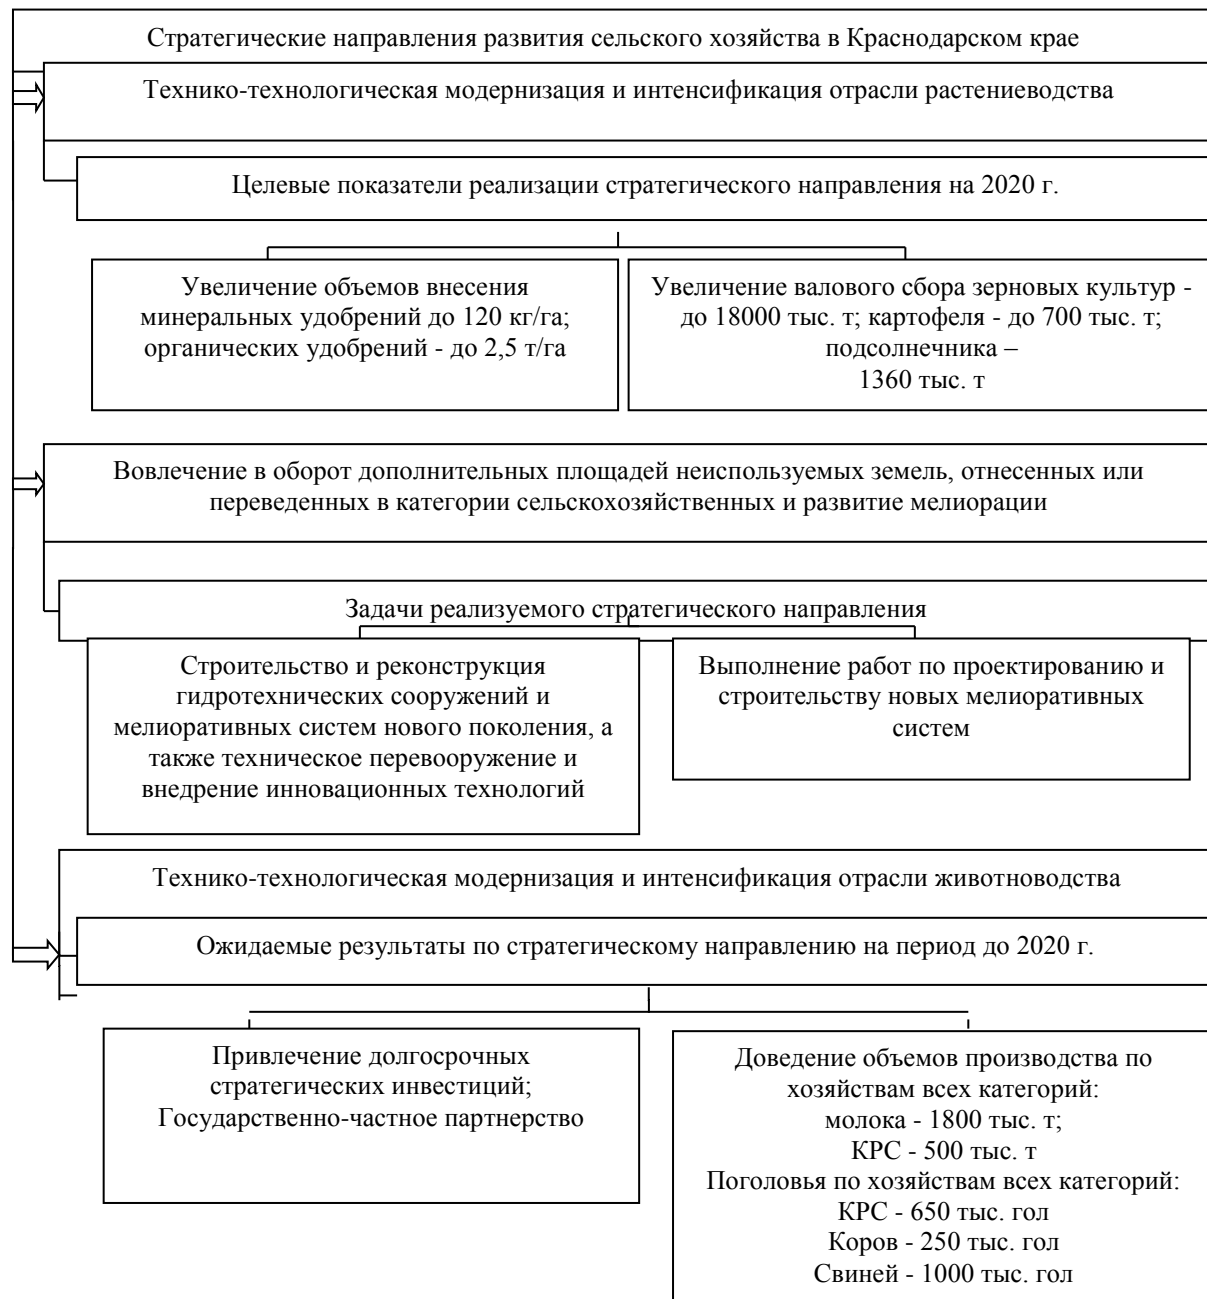 Стратегические направления развития сельского хозяйства в Краснодарском крае
Технико-технологическая модернизация и интенсификация отрасли растениеводства
Целевые показатели реализации стратегического направления на 2020 г.
Увеличение объемов внесения
минеральных удобрений до 120 кг/га;
органических удобрений - до 2,5 т/га
Увеличение валового сбора зерновых культур -
до 18000 тыс. т; картофеля - до 700 тыс. т;
подсолнечника –
1360 тыс. т
Вовлечение в оборот дополнительных площадей неиспользуемых земель, отнесенных или
переведенных в категории сельскохозяйственных и развитие мелиорации
Задачи реализуемого стратегического направления
Строительство и реконструкция
гидротехнических сооружений и
мелиоративных систем нового поколения, а
также техническое перевооружение и
внедрение инновационных технологий
Выполнение работ по проектированию и
строительству новых мелиоративных
систем
Технико-технологическая модернизация и интенсификация отрасли животноводства
Ожидаемые результаты по стратегическому направлению на период до 2020 г.
Привлечение долгосрочных
стратегических инвестиций;
Государственно-частное партнерство
Доведение объемов производства по
хозяйствам всех категорий:
молока - 1800 тыс. т;
КРС - 500 тыс. т
Поголовья по хозяйствам всех категорий:
КРС - 650 тыс. гол
Коров - 250 тыс. гол
Свиней - 1000 тыс. гол